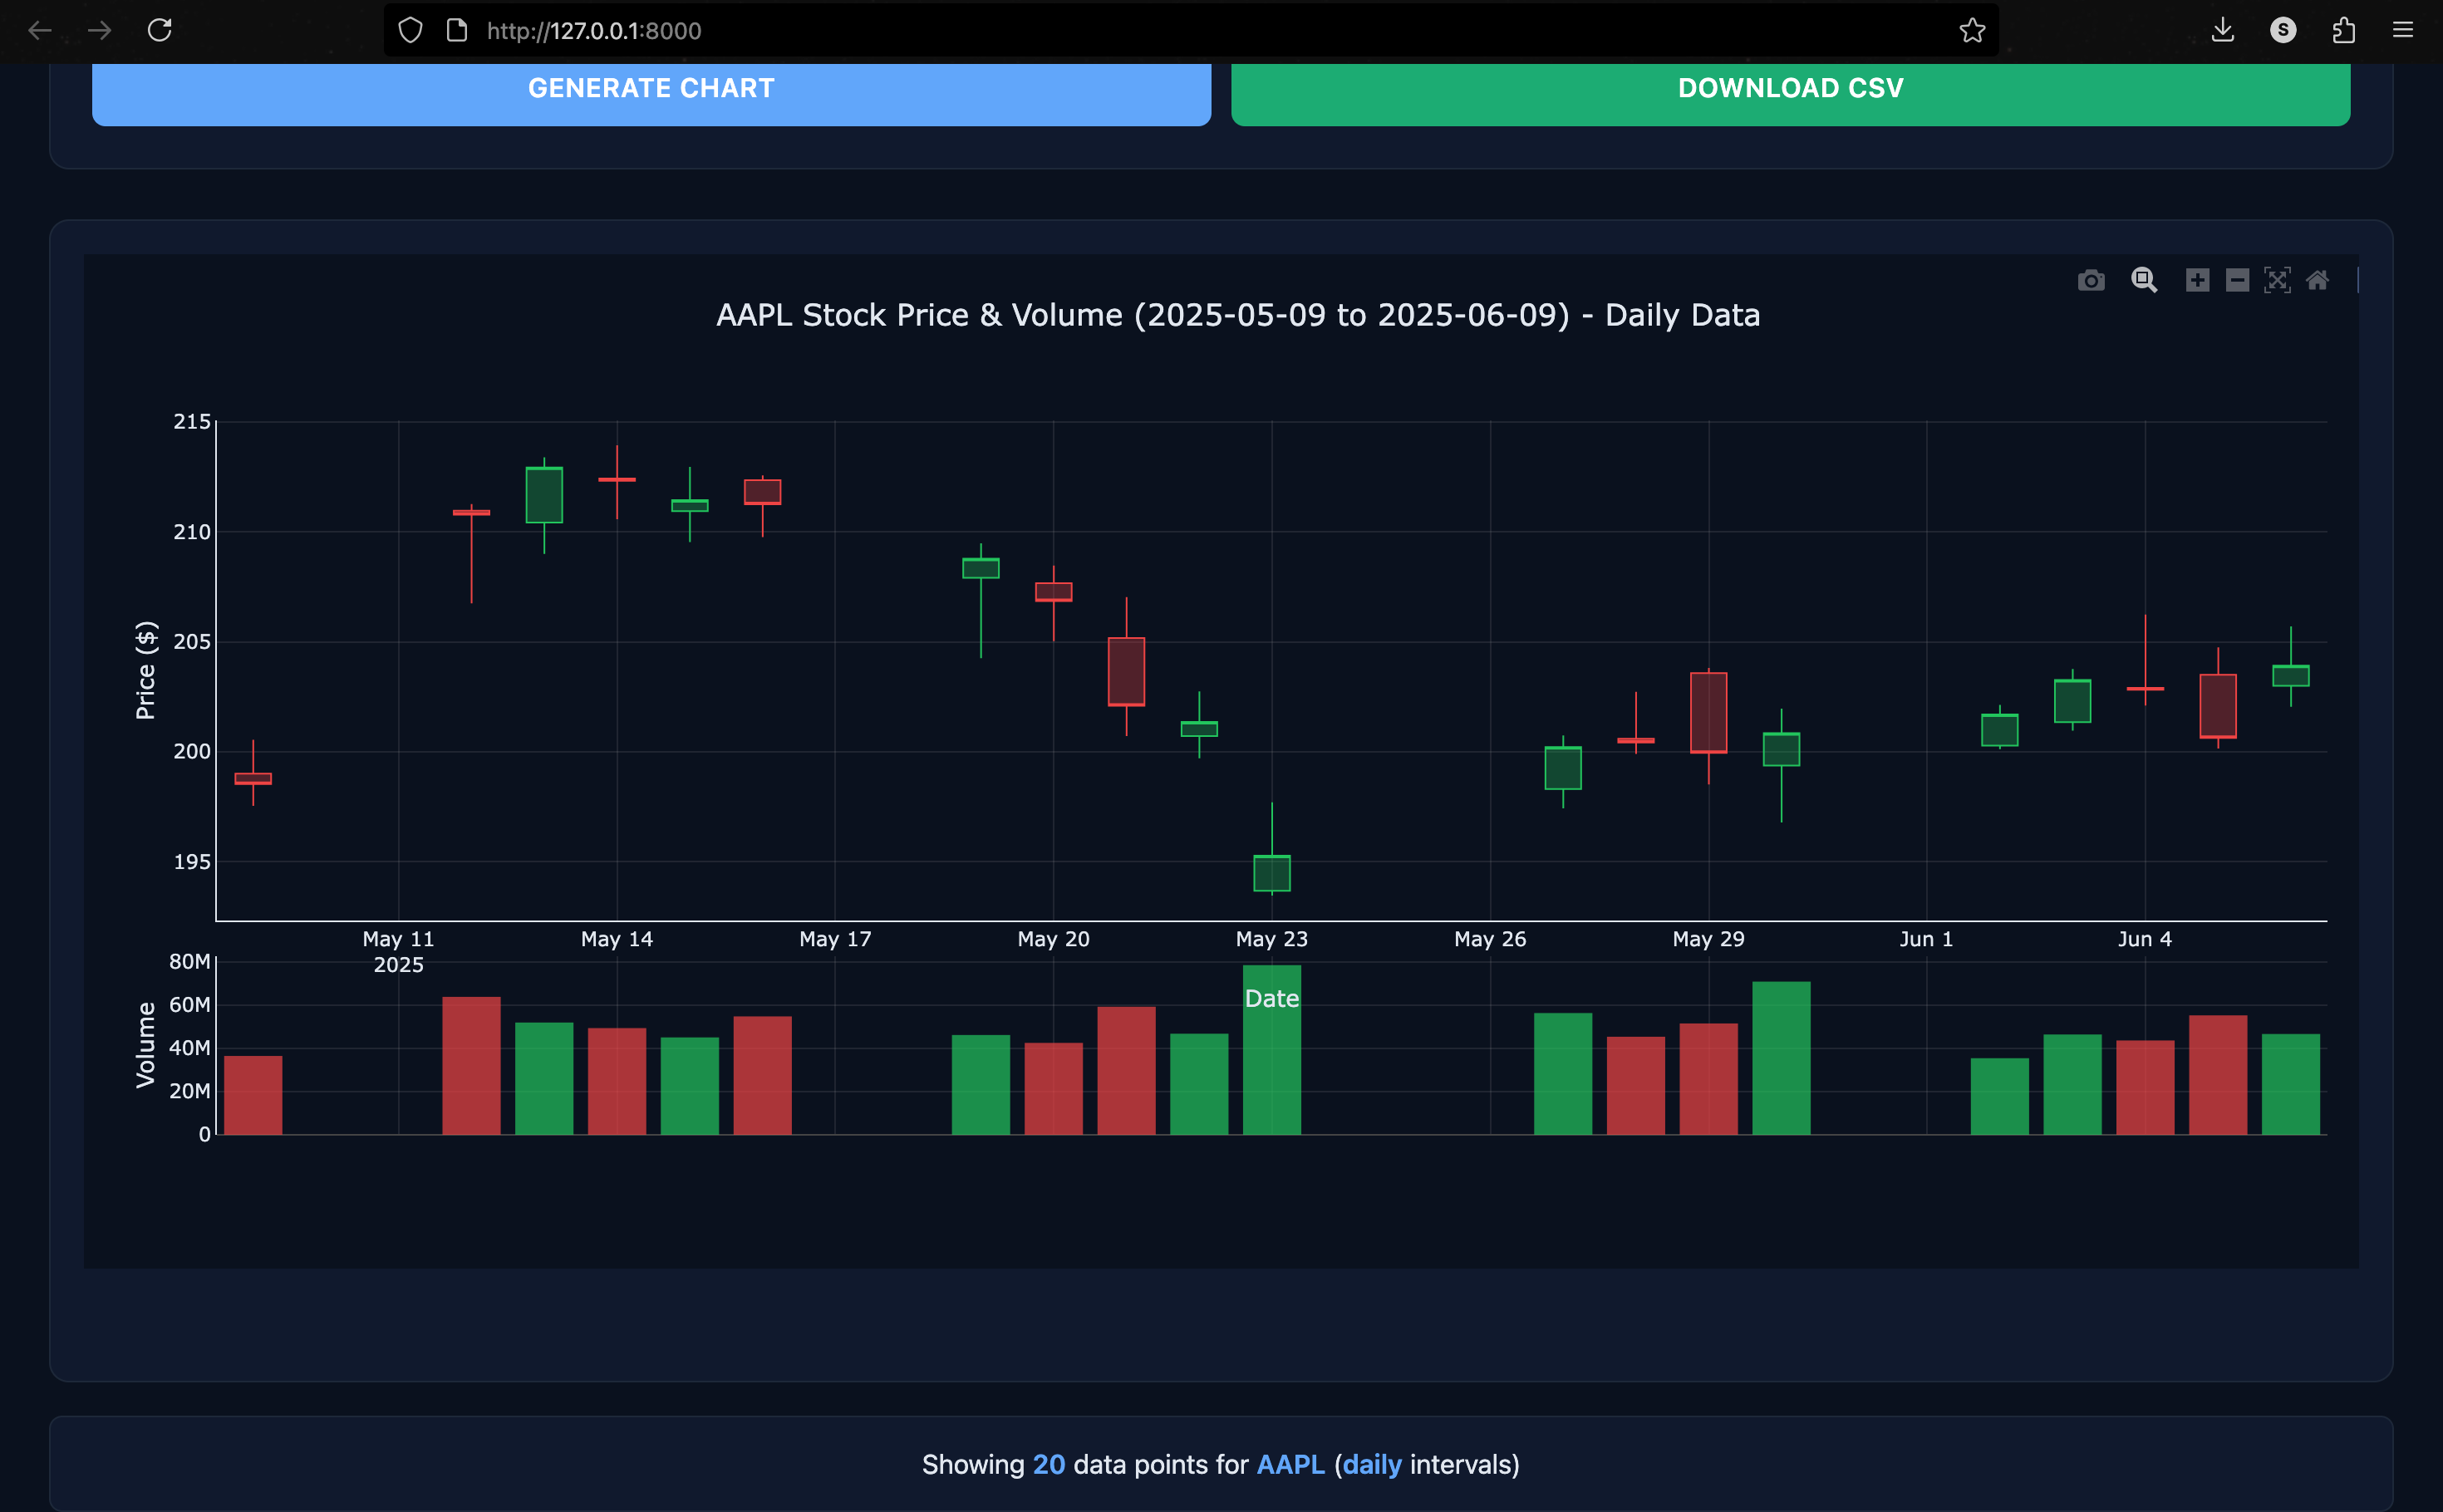 http://127.0.0.1:8000
S
GENERATE CHART
DOWNLOAD CSV
AAPL Stock Price & Volume (2025-05-09 to 2025-06-09) - Daily Data
215
210
205
200
195
Price ($)
May 11
2025
May 14
May 17
May 20
May 23
May 26
May 29
Jun 1
Jun 4
Date
80M
60M
40M
20M
0
Volume
Showing 20 data points for AAPL (daily intervals)